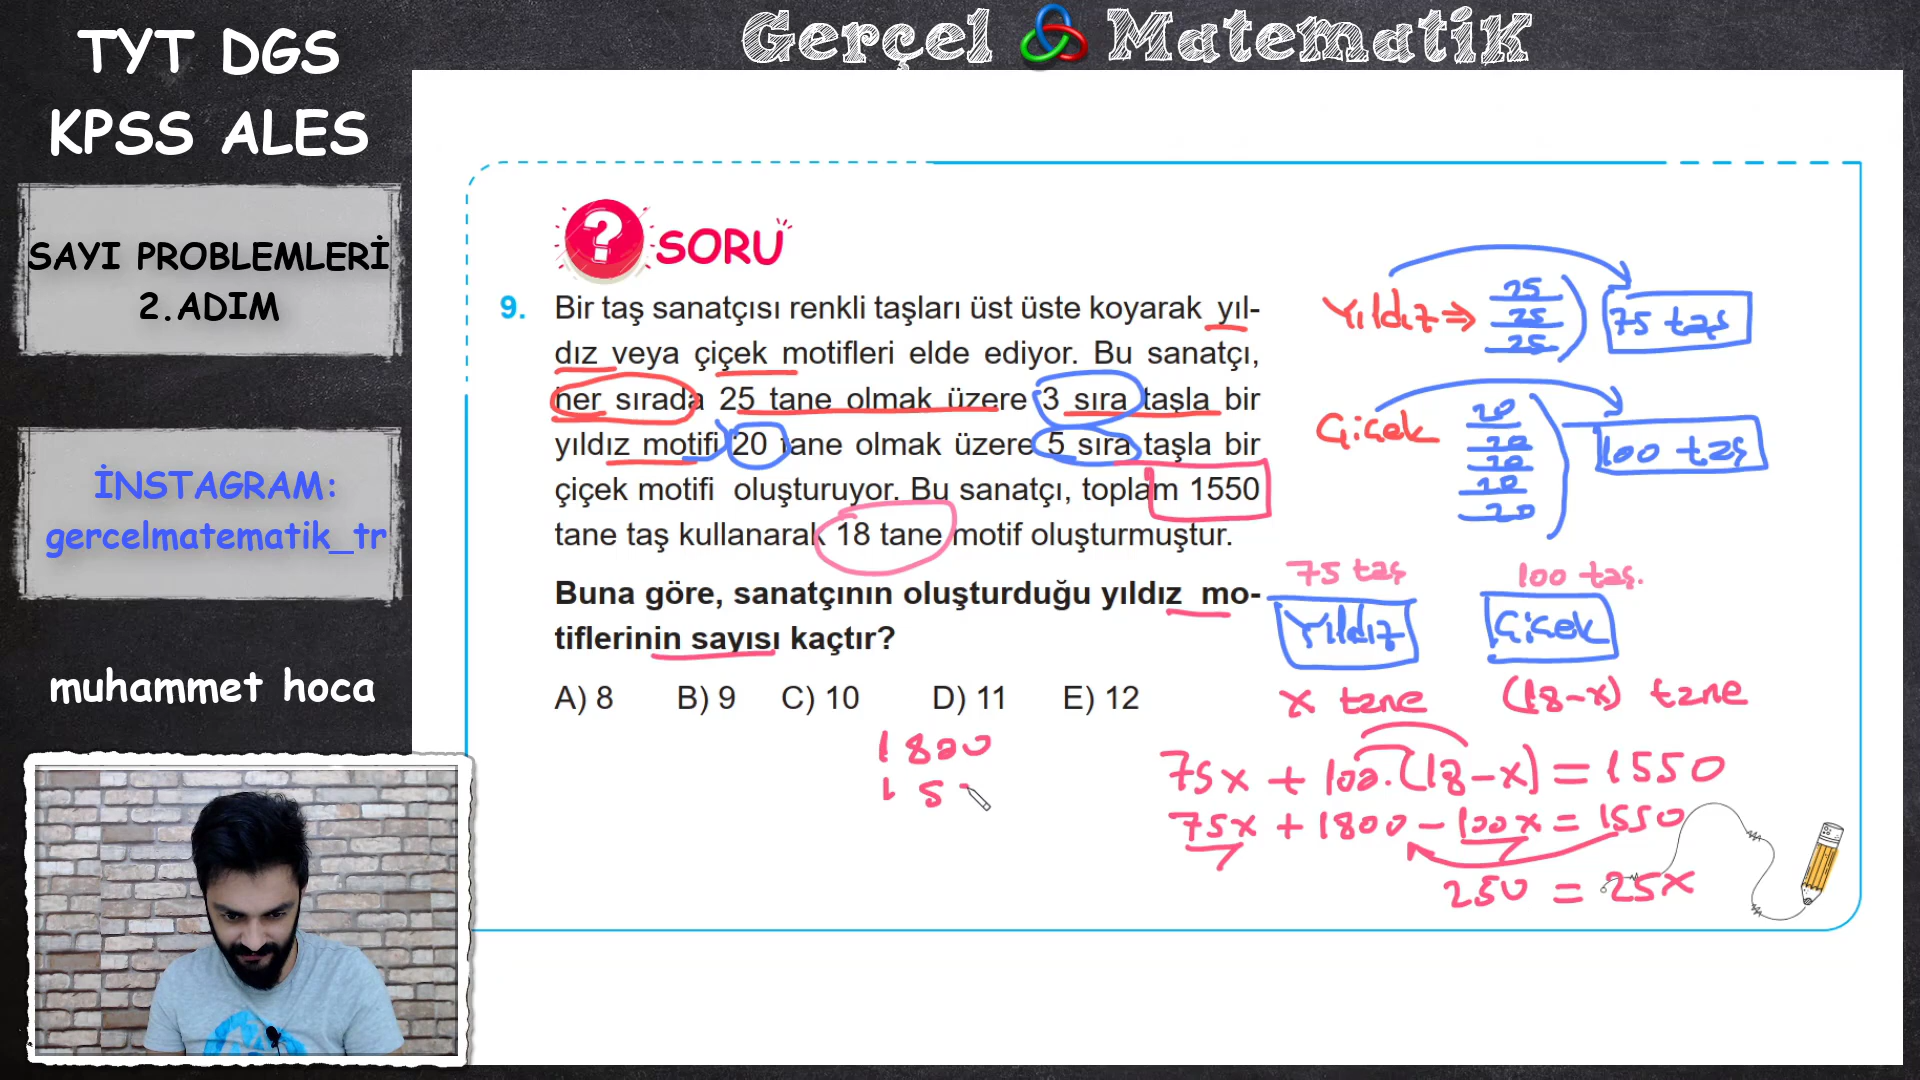 TYT DGS
KPSS ALES
SAYI PROBLEMLERİ
2.ADIM
İNSTAGRAM:
gercelmatematik_tr
muhammet hoca
Gerçel Matematik
? SORU
9. Bir taş sanatçısı renkli taşları üst üste koyarak yıl-
dız veya çiçek motifleri elde ediyor. Bu sanatçı,
her sırada 25 tane olmak üzere 3 sıra taşla bir
yıldız motifi 20 tane olmak üzere 5 sıra taşla bir
çiçek motifi oluşturuyor. Bu sanatçı, toplam 1550
tane taş kullanarak 18 tane motif oluşturmuştur.
Buna göre, sanatçının oluşturduğu yıldız mo-
tiflerinin sayısı kaçtır?
A) 8 B) 9 C) 10 D) 11 E) 12
1800
15
Yıldız ⇒ 25
25
25
75 taş
Çiçek
20
20
20
20
20
100 taş
75 taş 100 taş.
Yıldız Çiçek
x tane (18-x) tane
75x + 100.(18-x) = 1550
75x + 1800 - 100x = 1550
250 = 25x